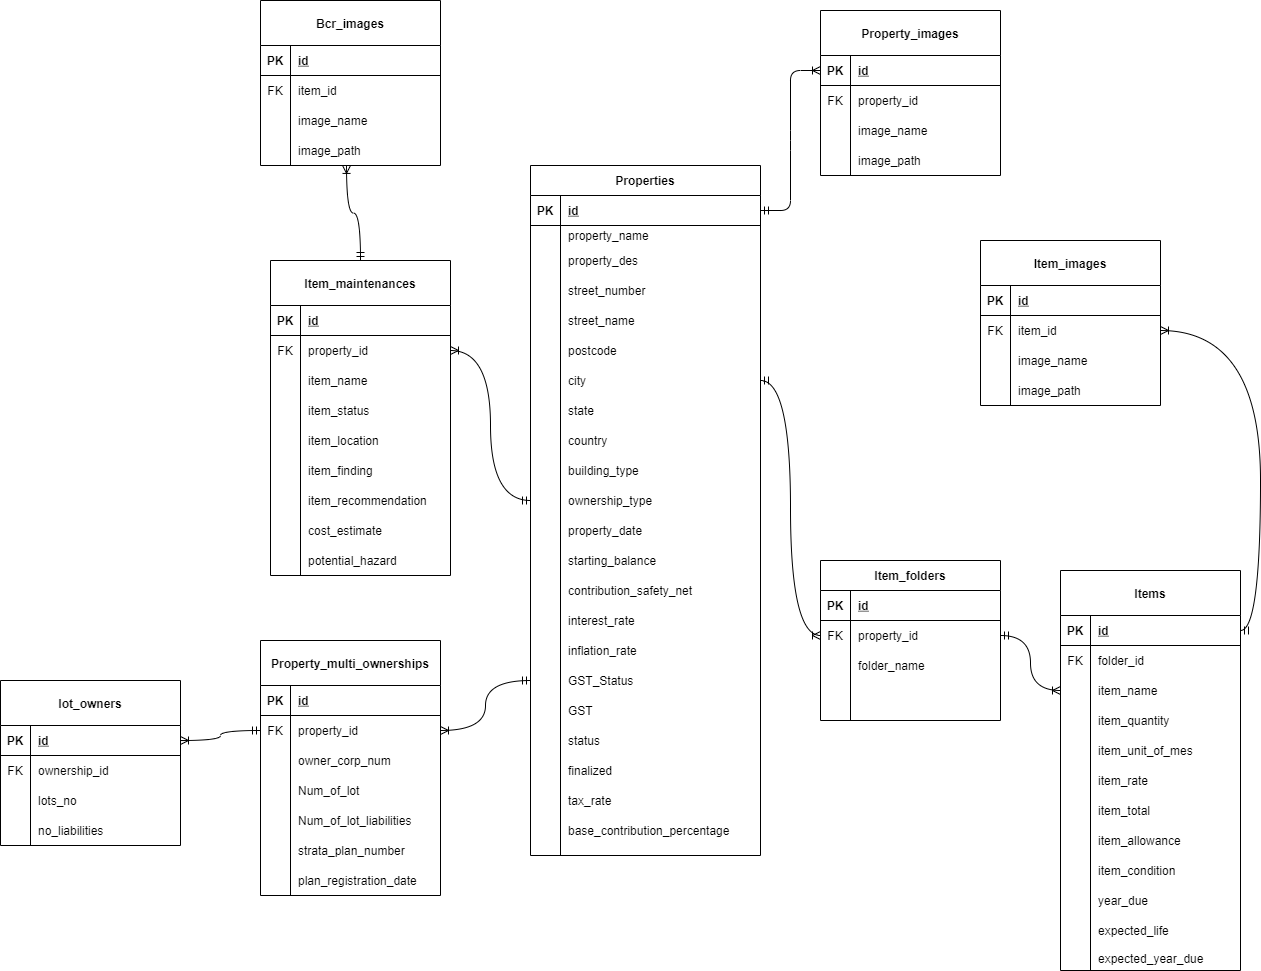 Bcr_images
PK id
FK item_id
image_name
image_path
Property_images
PK id
FK property_id
image_name
image_path
Properties
PK id
property_name
property_des
street_number
street_name
postcode
city
state
country
building_type
ownership_type
property_date
starting_balance
contribution_safety_net
interest_rate
inflation_rate
GST_Status
GST
status
finalized
tax_rate
base_contribution_percentage
Item_images
PK id
FK item_id
image_name
image_path
Item_maintenances
PK id
FK property_id
item_name
item_status
item_location
item_finding
item_recommendation
cost_estimate
potential_hazard
Item_folders
PK id
FK property_id
folder_name
Items
PK id
FK folder_id
item_name
item_quantity
item_unit_of_mes
item_rate
item_total
item_allowance
item_condition
year_due
expected_life
expected_year_due
Property_multi_ownerships
PK id
FK property_id
owner_corp_num
Num_of_lot
Num_of_lot_liabilities
strata_plan_number
plan_registration_date
lot_owners
PK id
FK ownership_id
lots_no
no_liabilities